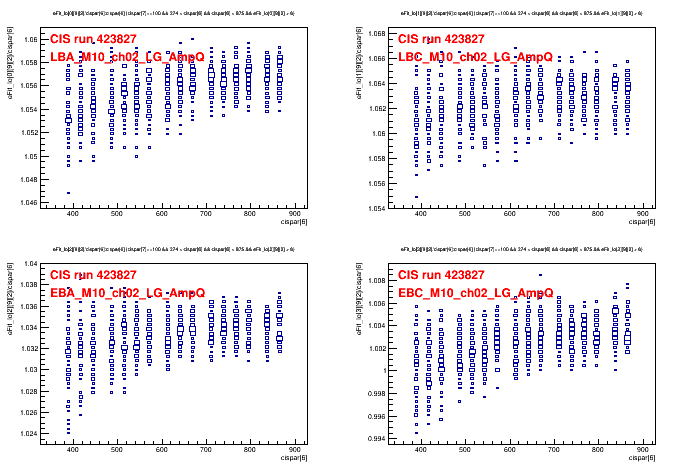 CIS run 423827
LBA_M10_ch02_LG_AmpQ
1.06
1.058
1.056
1.054
1.052
1.05
1.048
1.046
400 500 600 700 800 900
cispar[6]
CIS run 423827
LBC_M10_ch02_LG_AmpQ
1.068
1.066
1.064
1.062
1.06
1.058
1.056
1.054
400 500 600 700 800 900
cispar[6]
CIS run 423827
EBA_M10_ch02_LG_AmpQ
1.04
1.038
1.036
1.034
1.032
1.03
1.028
1.026
1.024
400 500 600 700 800 900
cispar[6]
CIS run 423827
EBC_M10_ch02_LG_AmpQ
1.008
1.006
1.004
1.002
1
0.998
0.996
0.994
400 500 600 700 800 900
cispar[6]